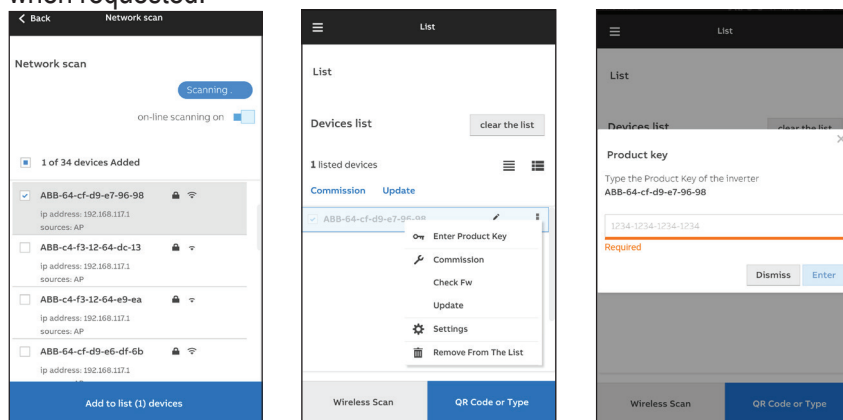 when requested.
Back Network scan
Network scan
Scanning .
on-line scanning on
1 of 34 devices Added
ABB-64-cf-d9-e7-96-98
ip address: 192.168.117.1
sources: AP
ABB-c4-f3-12-64-dc-13
ip address: 192.168.117.1
sources: AP
ABB-c4-f3-12-64-e9-ea
ip address: 192.168.117.1
sources: AP
ABB-64-cf-d9-e6-df-6b
ip address: 192.168.117.1
Add to list (1) devices
List
List
Devices list clear the list
1 listed devices
Commission Update
ABB-64-cf-d9-e7-96-98
Enter Product Key
Commission
Check Fw
Update
Settings
Remove From The List
Wireless Scan QR Code or Type
List
List
Devices list clear the list
Product key
Type the Product Key of the inverter
ABB-64-cf-d9-e7-96-98
1234-1234-1234-1234
Required
Dismiss Enter
Wireless Scan QR Code or Type